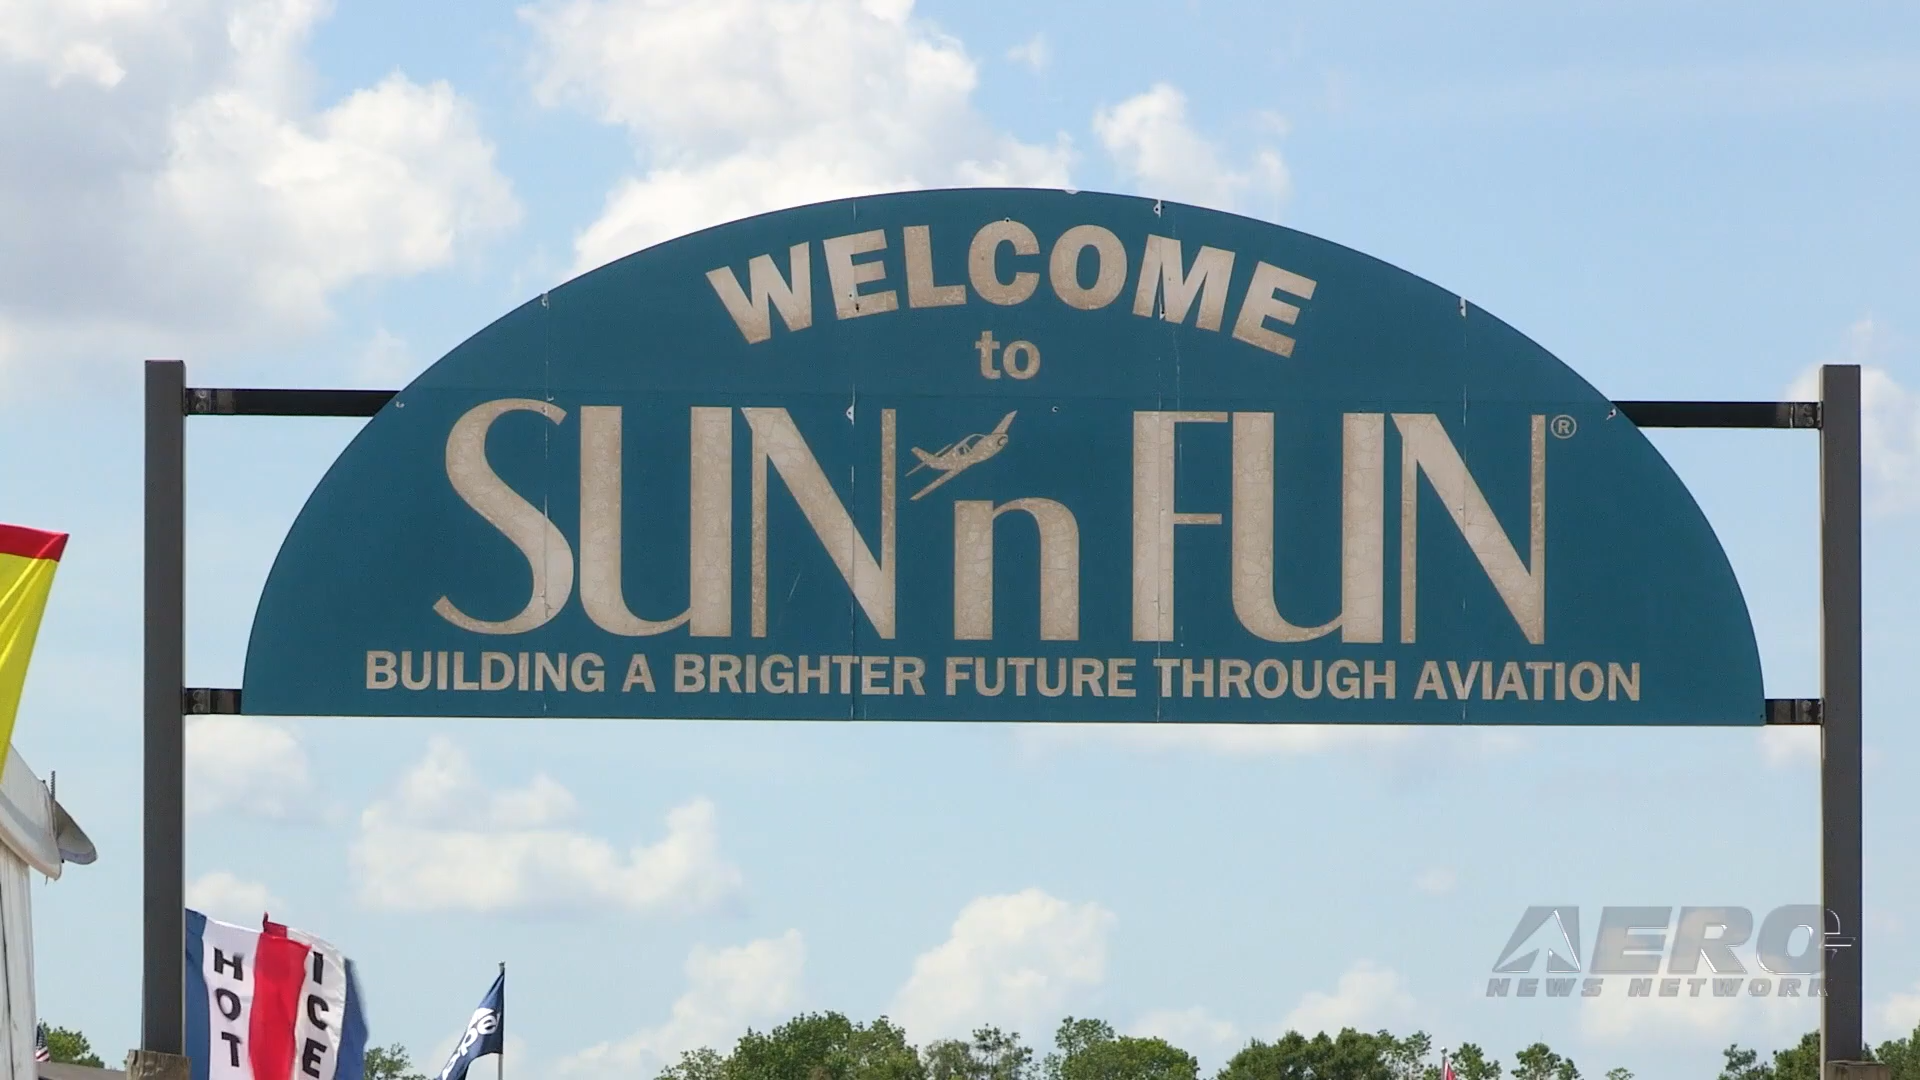 WELCOME
to
SUN 'n FUN®
BUILDING A BRIGHTER FUTURE THROUGH AVIATION
HOT
ICE
AERO
NEWS NETWORK